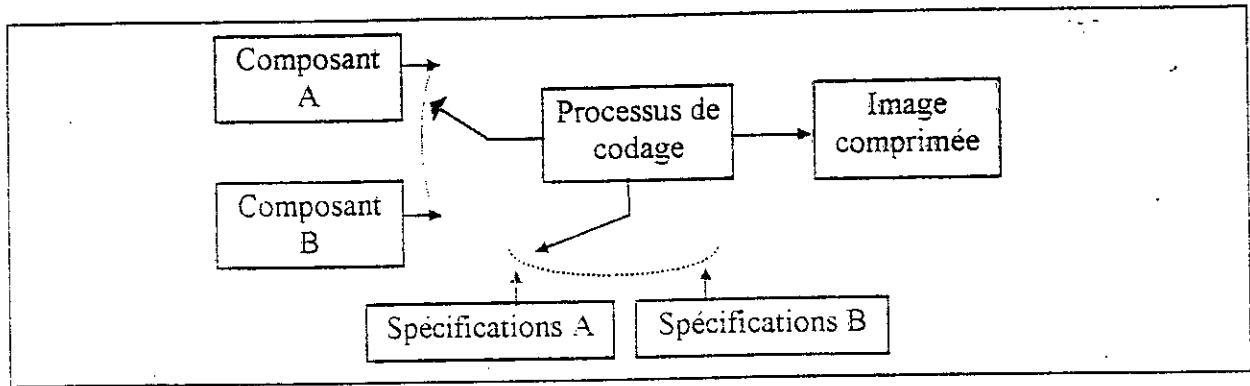 Composant
A
Processus de
codage
Image
comprimée
Composant
B
Spécifications A
Spécifications B